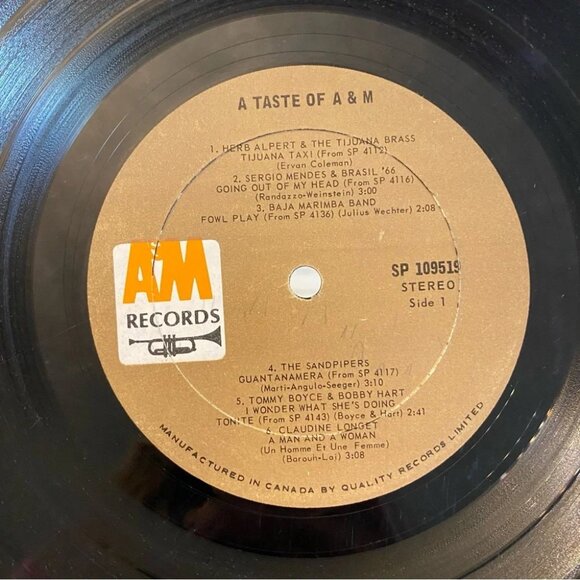 A TASTE OF A & M
1. HERB ALPERT & THE TIJUANA BRASS
TIJUANA TAXI (From SP 4112)
(Ervan Coleman)
2. SERGIO MENDES & BRASIL '66
GOING OUT OF MY HEAD (From SP 4116)
(Randazzo-Weinstein) 3:00
3. BAJA MARIMBA BAND
FOWL PLAY (From SP 4136) (Julius Wechter) 2:08
A&M
RECORDS
SP 109519
STEREO
Side 1
4. THE SANDPIPERS
GUANTANAMERA (From SP 4117)
(Marti-Angulo-Seeger) 3:10
5. TOMMY BOYCE & BOBBY HART
I WONDER WHAT SHE'S DOING
TONITE (From SP 4143) (Boyce & Hart) 2:41
6. CLAUDINE LONGET
A MAN AND A WOMAN
(Un Homme Et Une Femme)
(Barouh-Lai) 3:08
MANUFACTURED IN CANADA BY QUALITY RECORDS LIMITED